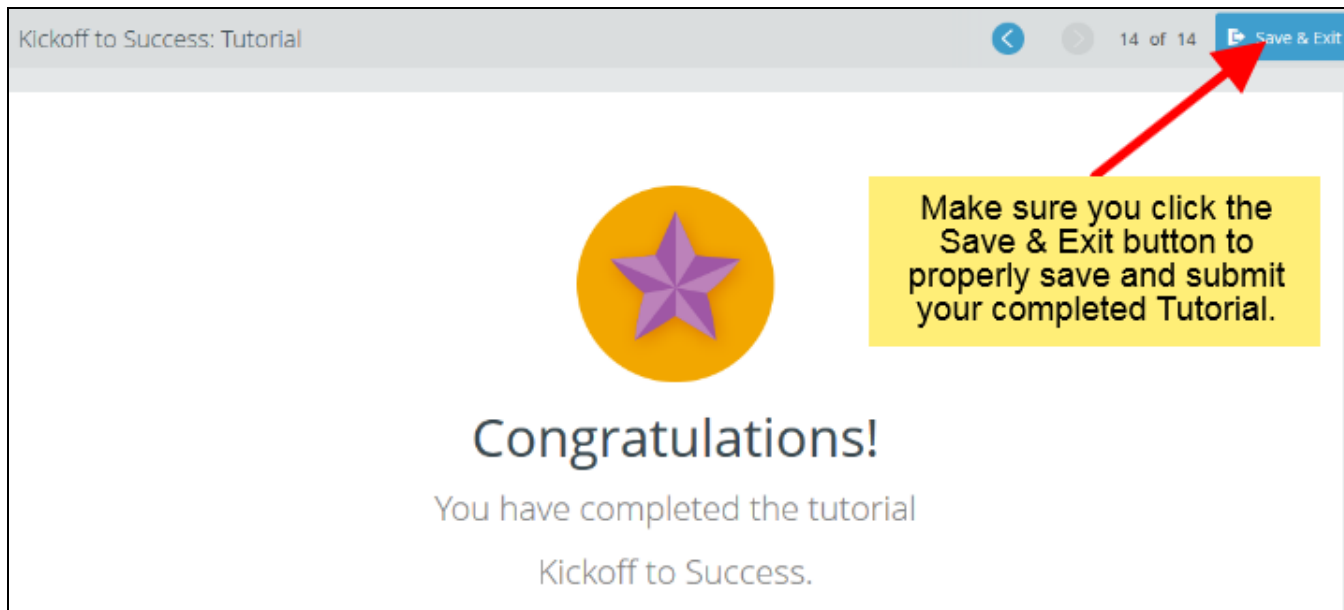 Kickoff to Success: Tutorial
14 of 14
Save & Exit
Make sure you click the
Save & Exit button to
properly save and submit
your completed Tutorial.
Congratulations!
You have completed the tutorial
Kickoff to Success.